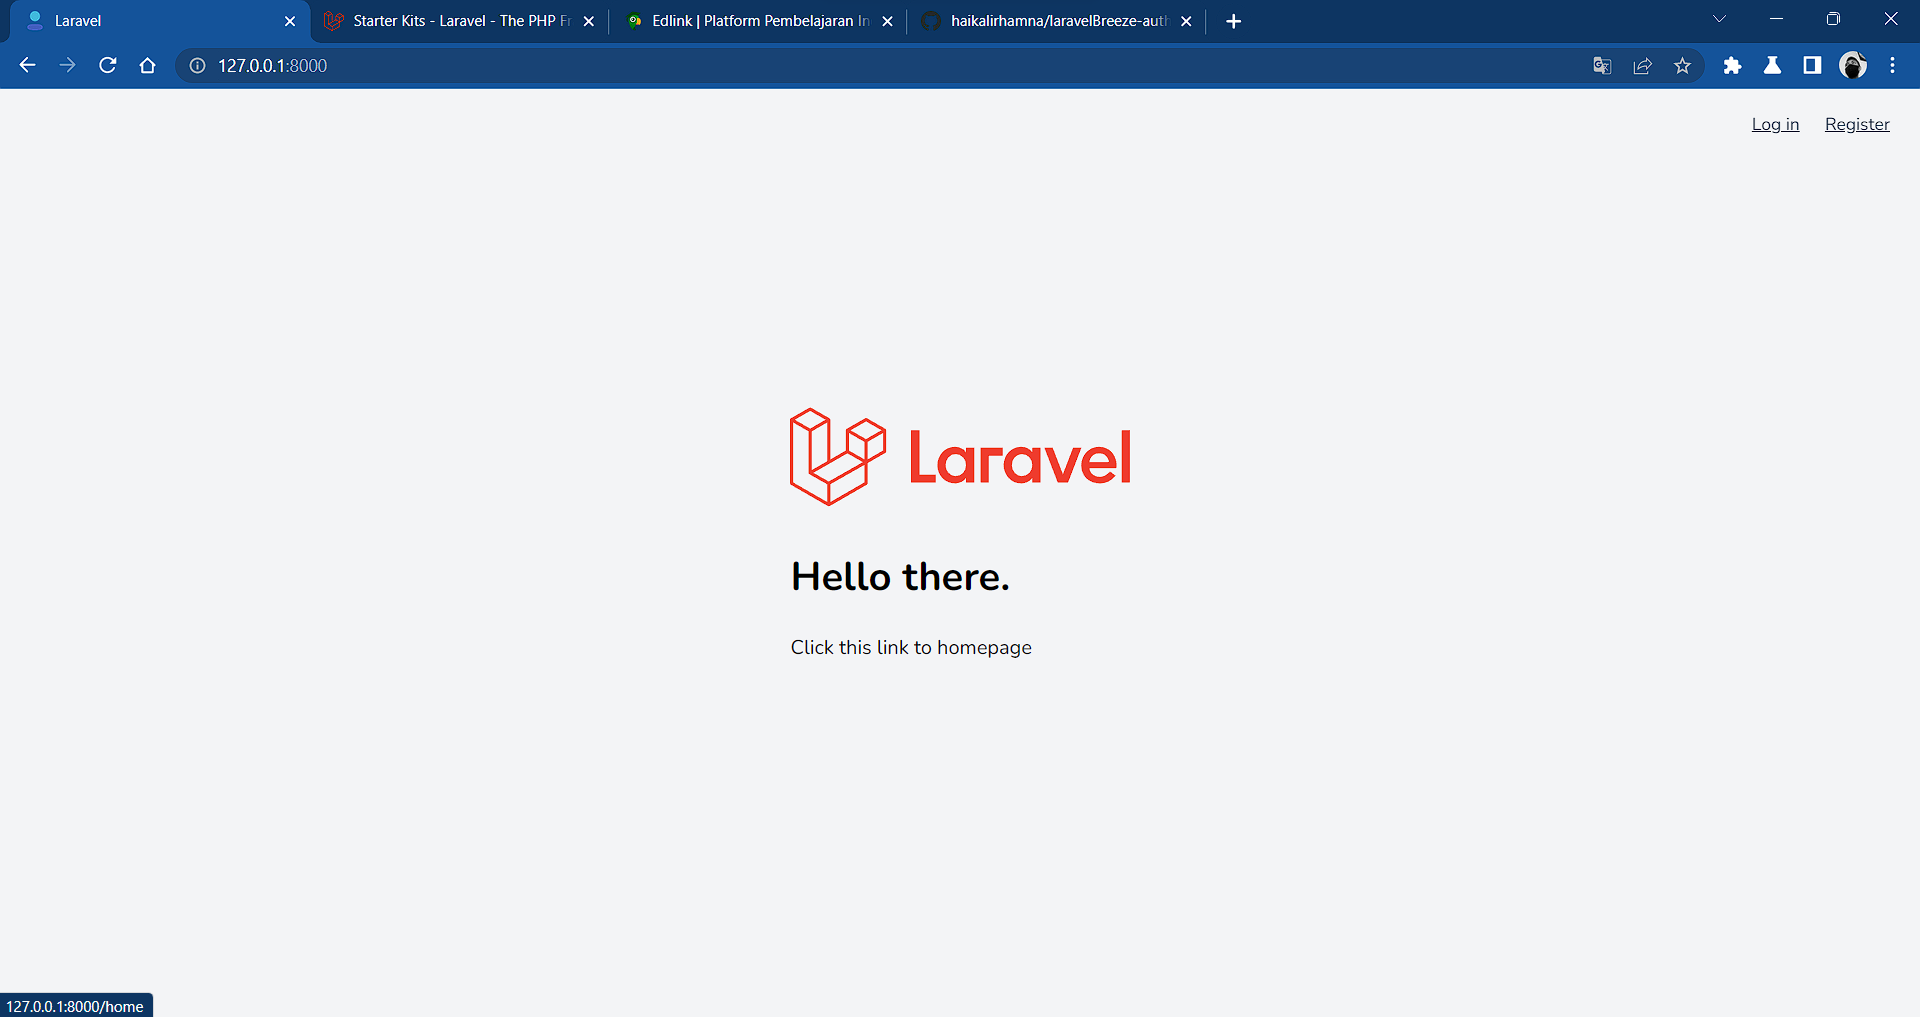 Laravel
Starter Kits - Laravel - The PHP Fr
Edlink | Platform Pembelajaran In
haikalirhamna/laravelBreeze-auth
127.0.0.1:8000
Log in
Register
Laravel
Hello there.
Click this link to homepage
127.0.0.1:8000/home